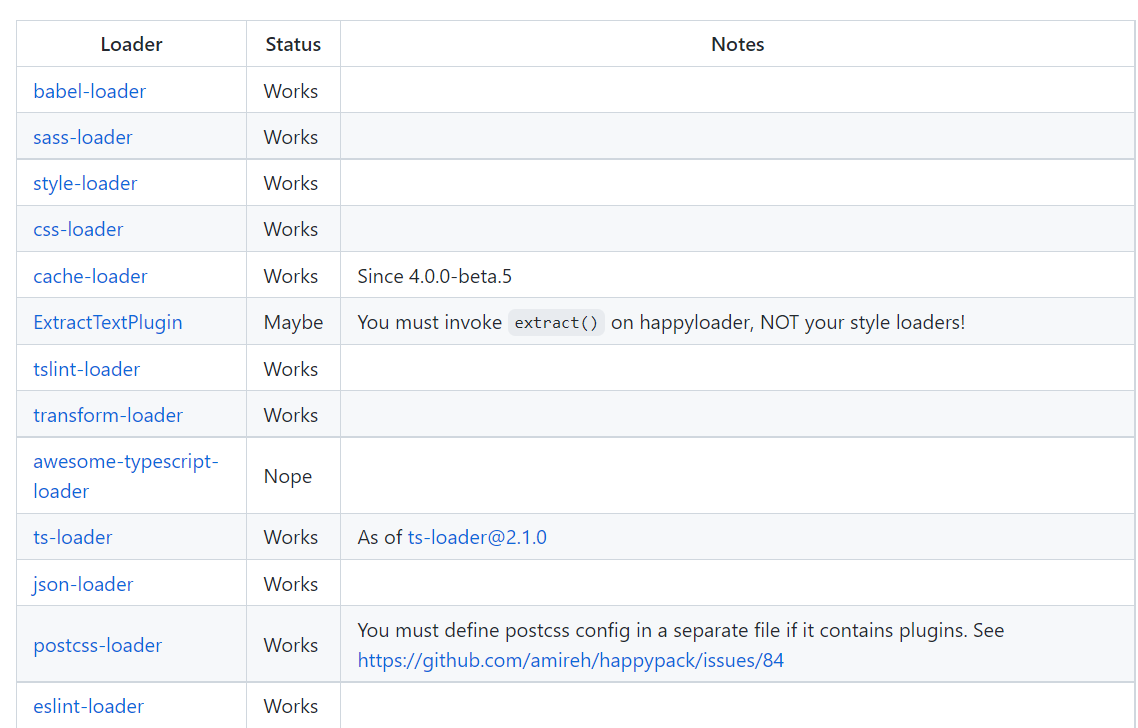 Loader Status Notes
babel-loader Works
sass-loader Works
style-loader Works
css-loader Works
cache-loader Works Since 4.0.0-beta.5
ExtractTextPlugin Maybe You must invoke extract() on happyloader, NOT your style loaders!
tslint-loader Works
transform-loader Works
awesome-typescript-
loader Nope
ts-loader Works As of ts-loader@2.1.0
json-loader Works
postcss-loader Works You must define postcss config in a separate file if it contains plugins. See
https://github.com/amireh/happypack/issues/84
eslint-loader Works